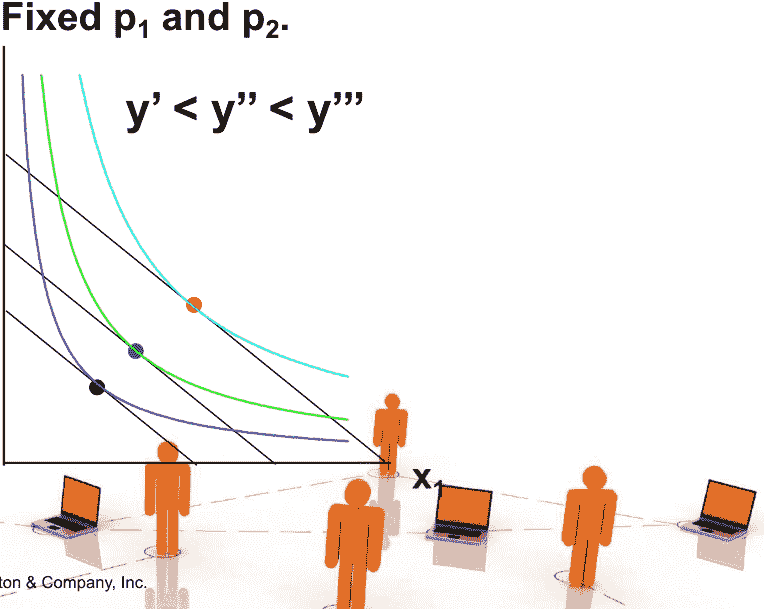 Fixed p₁ and p₂.
y’ < y’’ < y’’’
x₁
ton & Company, Inc.